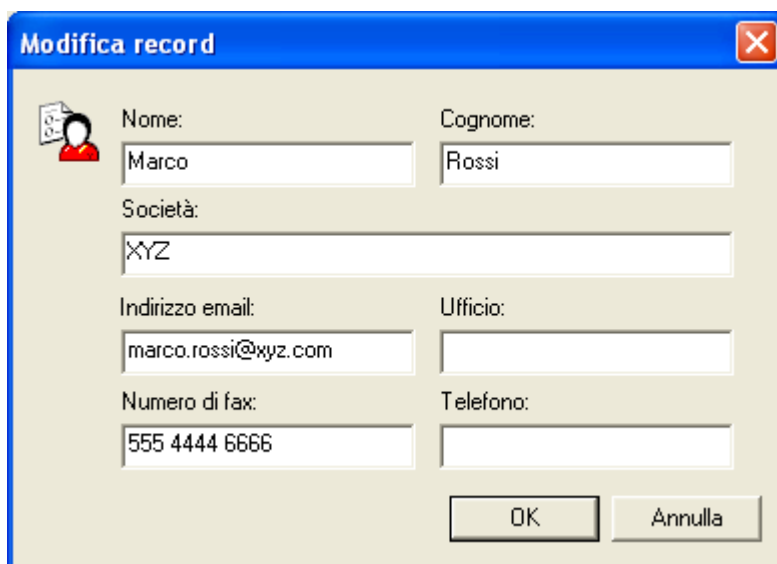 Modifica record
Nome: Cognome:
Marco Rossi
Società:
XYZ
Indirizzo email: Ufficio:
marco.rossi@xyz.com
Numero di fax: Telefono:
555 4444 6666
OK Annulla